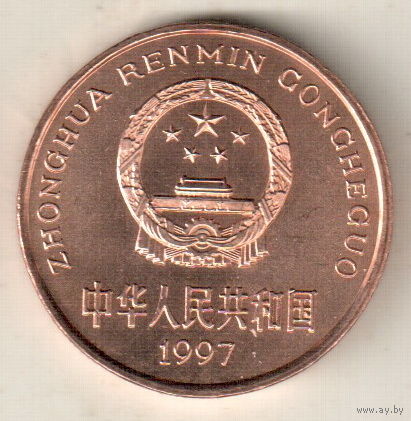 ZHONGHUA RENMIN GONGHEGUO
中华人民共和国
1997
www.ay.by